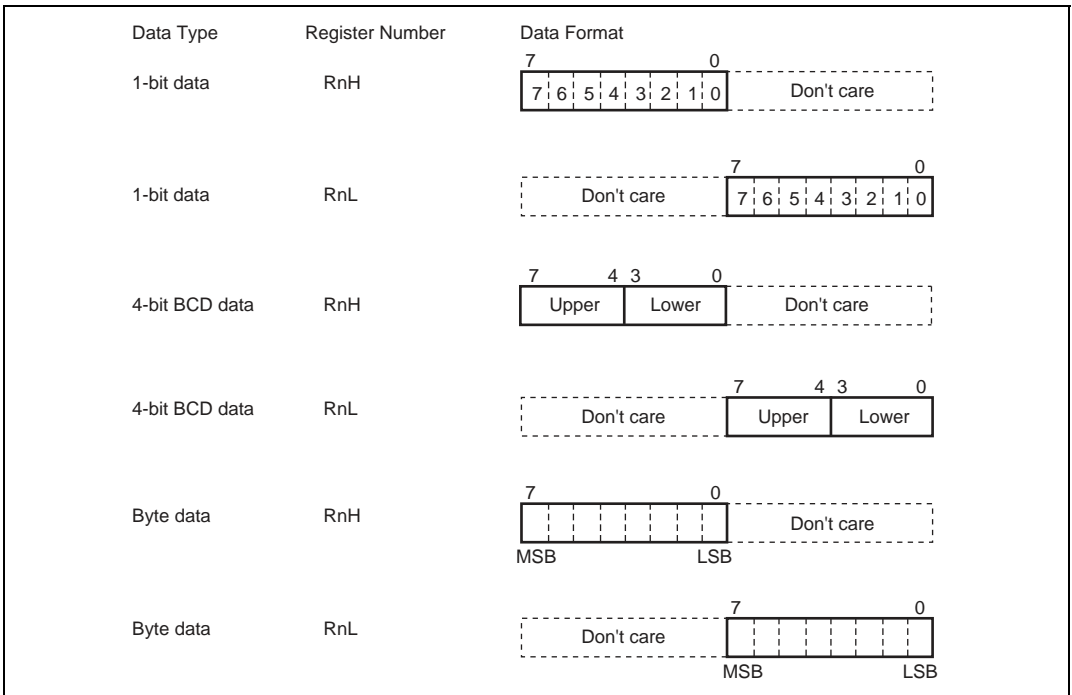 Data Type Register Number Data Format
7 0
1-bit data RnH 7 6 5 4 3 2 1 0 Don't care
7 0
1-bit data RnL Don't care 7 6 5 4 3 2 1 0
7 4 3 0
4-bit BCD data RnH Upper Lower Don't care
7 4 3 0
4-bit BCD data RnL Don't care Upper Lower
7 0
Byte data RnH Don't care
MSB LSB
7 0
Byte data RnL Don't care
MSB LSB